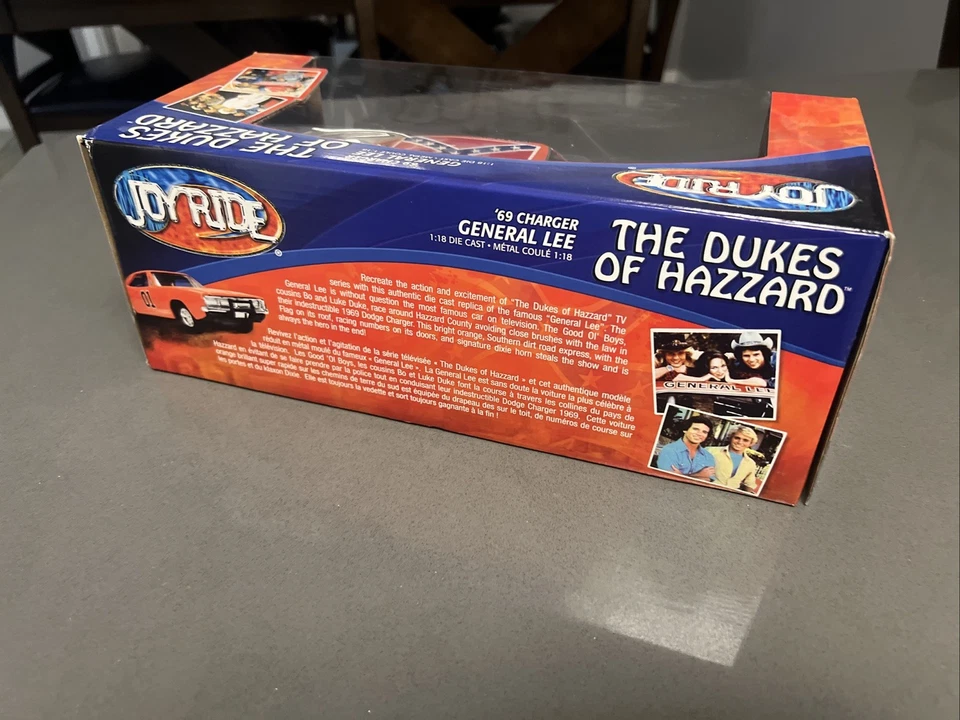 THE DUKES
OF HAZZARD
'69 CHARGER
GENERAL LEE
1:18 DIE CAST
JOYRIDE
JOYRIDE
®
'69 CHARGER
GENERAL LEE
1:18 DIE CAST • MÉTAL COULÉ 1:18
THE DUKES
OF HAZZARD™
01
Recreate the action and excitement of "The Dukes of Hazzard" TV
series with this authentic die cast replica of the famous "General Lee". The
General Lee is without question the most famous car on television. The Good Ol' Boys,
cousins Bo and Luke Duke, race around Hazzard County avoiding close brushes with the law in
their indestructible 1969 Dodge Charger. This bright orange, Southern dirt road express, with the
Flag on its roof, racing numbers on its doors, and signature dixie horn steals the show and is
always the hero in the end!
Revivez l'action et l'agitation de la série télévisée « The Dukes of Hazzard » et cet authentique modèle
réduit en métal moulé du fameux « General Lee ». La General Lee est sans doute la voiture la plus célèbre à
la télévision. Les Good 'Ol Boys, les cousins Bo et Luke Duke font la course à travers les collines du pays de
Hazzard en évitant de se faire prendre par la police tout en conduisant leur indestructible Dodge Charger 1969. Cette voiture
orange brillant super rapide sur les chemins de terre du sud est équipée du drapeau des sur le toit, de numéros de course sur
les portes et du klaxon Dixie. Elle est toujours la vedette et sort toujours gagnante à la fin !
GENERAL LEE